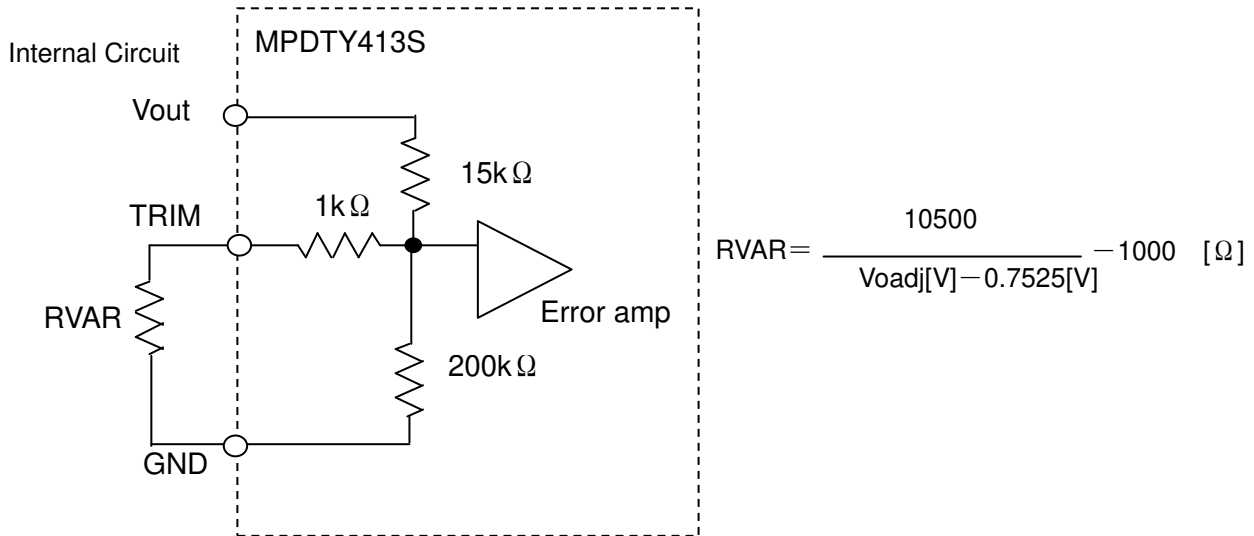 Internal Circuit
MPDTY413S
Vout
15kΩ
1kΩ
TRIM
RVAR
Error amp
200kΩ
GND
10500
RVAR＝ －1000 [Ω]
Voadj[V]－0.7525[V]